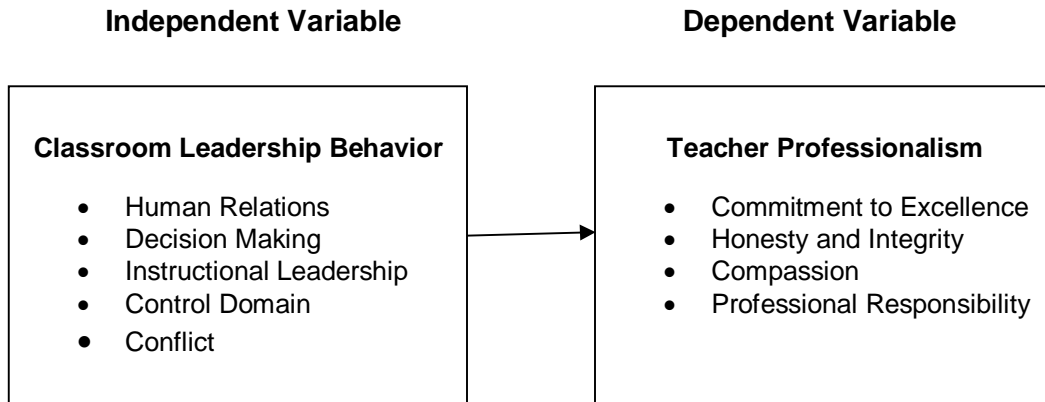 Independent Variable
Dependent Variable
Classroom Leadership Behavior
• Human Relations
• Decision Making
• Instructional Leadership
• Control Domain
• Conflict
Teacher Professionalism
• Commitment to Excellence
• Honesty and Integrity
• Compassion
• Professional Responsibility